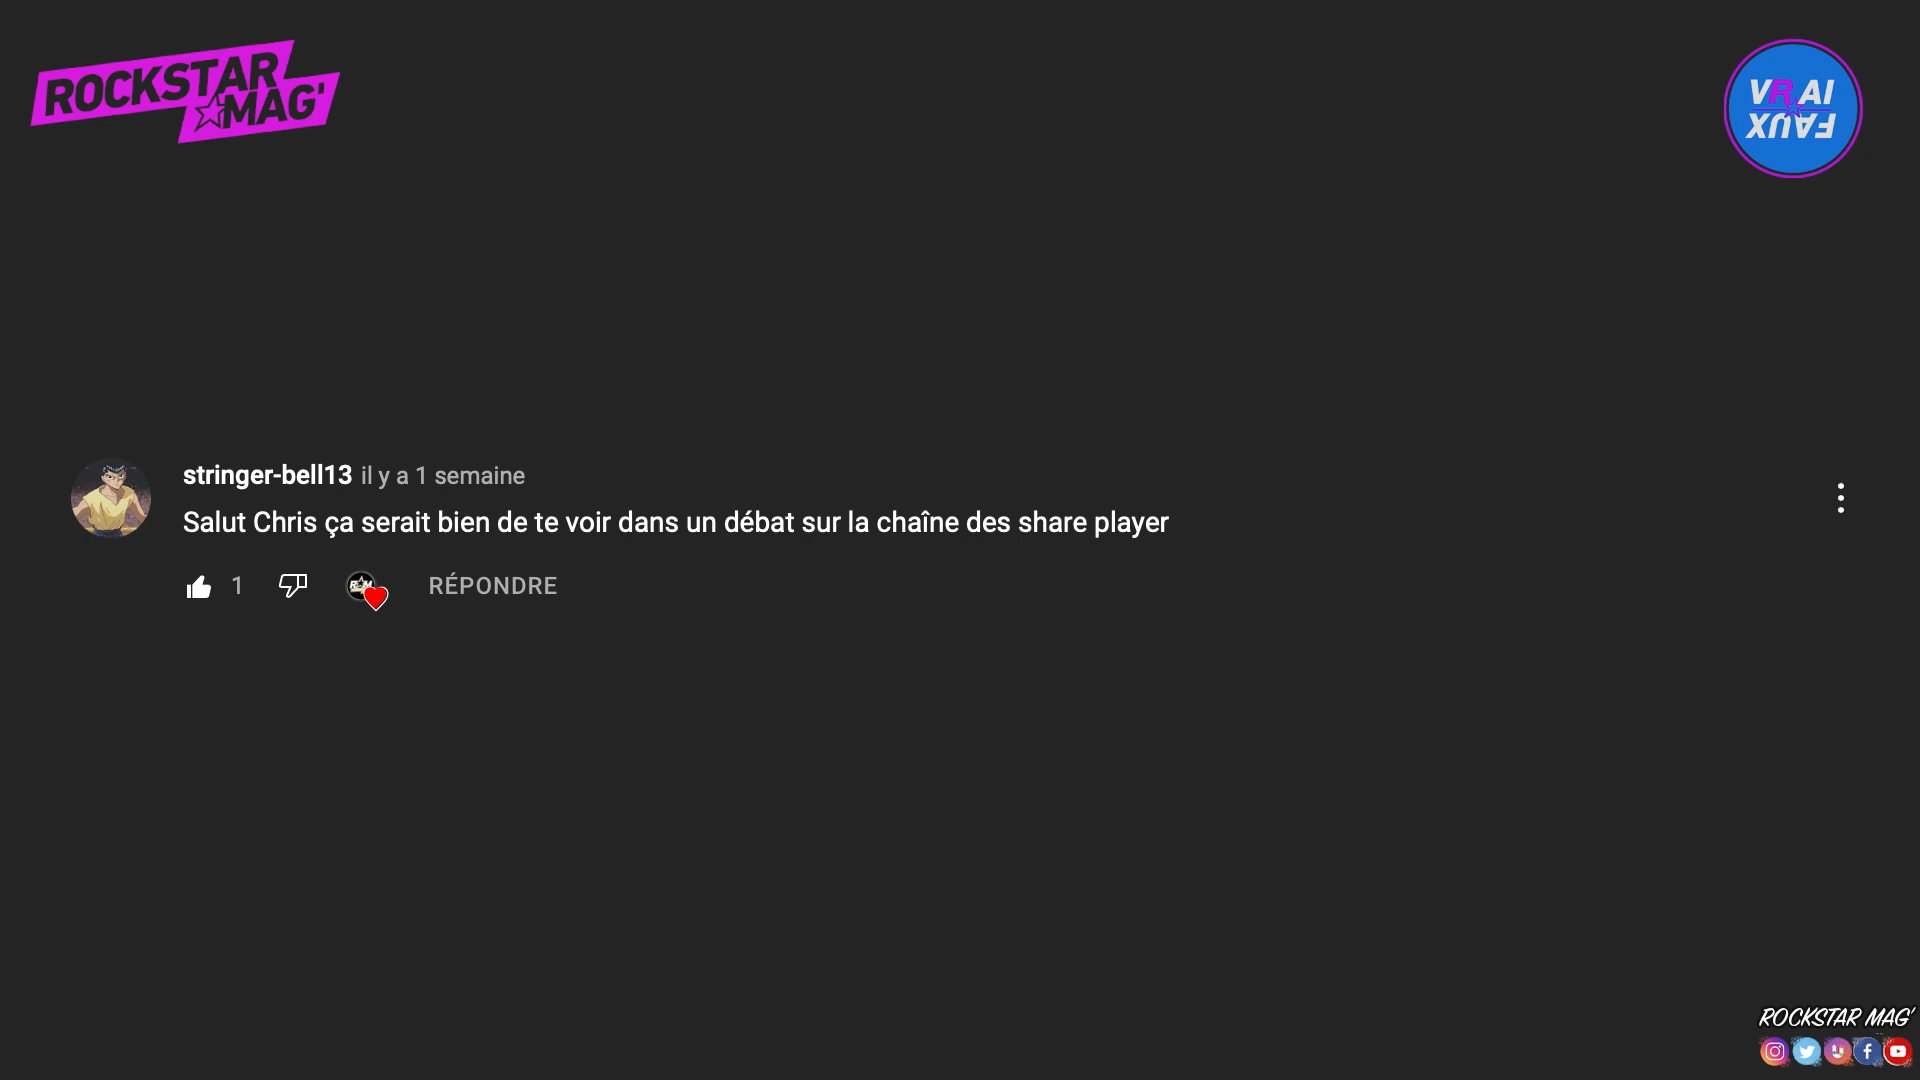 ROCKSTAR
MAG'
VRAI
FAUX
stringer-bell13 il y a 1 semaine
Salut Chris ça serait bien de te voir dans un débat sur la chaîne des share player
1
RÉPONDRE
ROCKSTAR MAG'